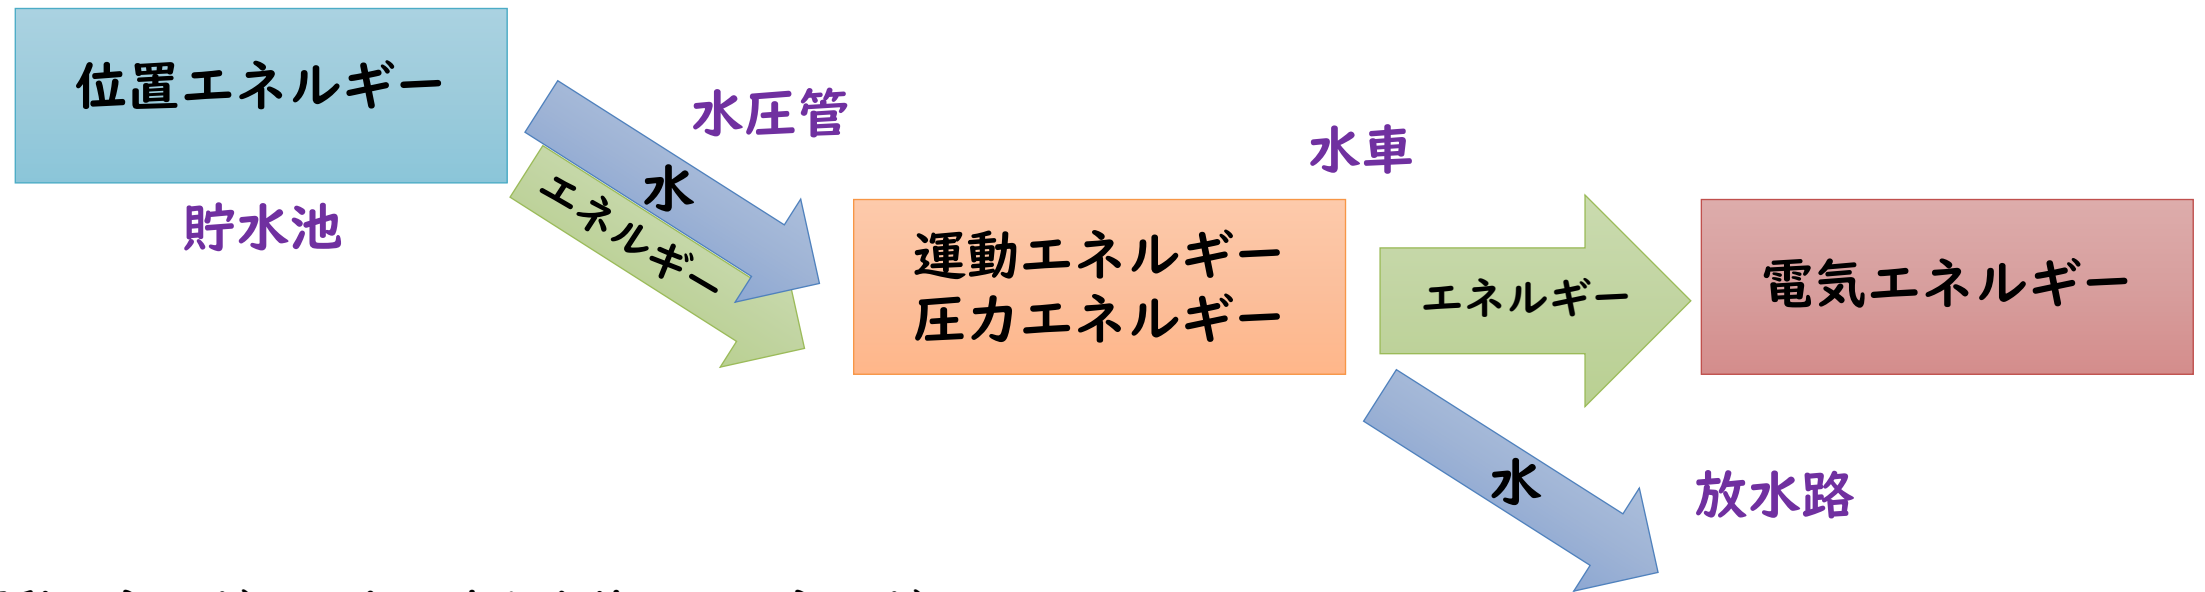 位置エネルギー
水圧管
水車
水
エネルギー
貯水池
運動エネルギー
圧力エネルギー
エネルギー
電気エネルギー
水
放水路